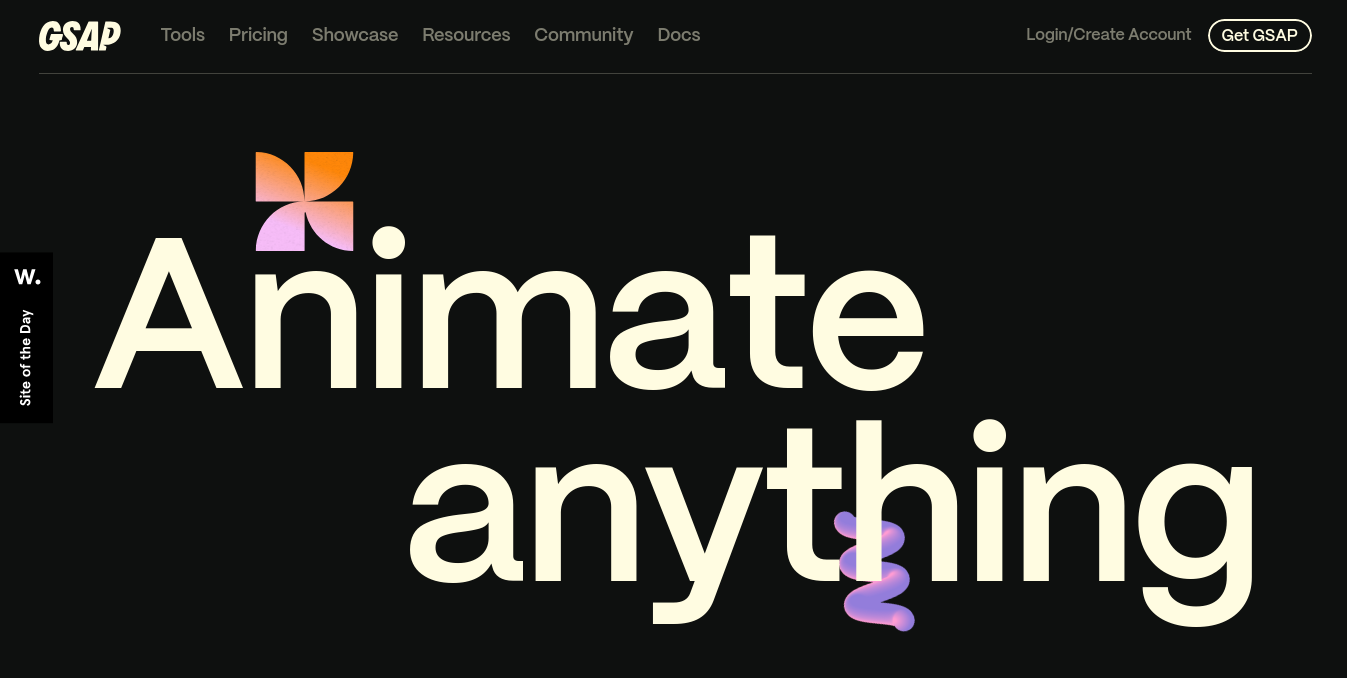 GSAP Tools Pricing Showcase Resources Community Docs Login/Create Account Get GSAP
Animate
W.
Site of the Day
anything